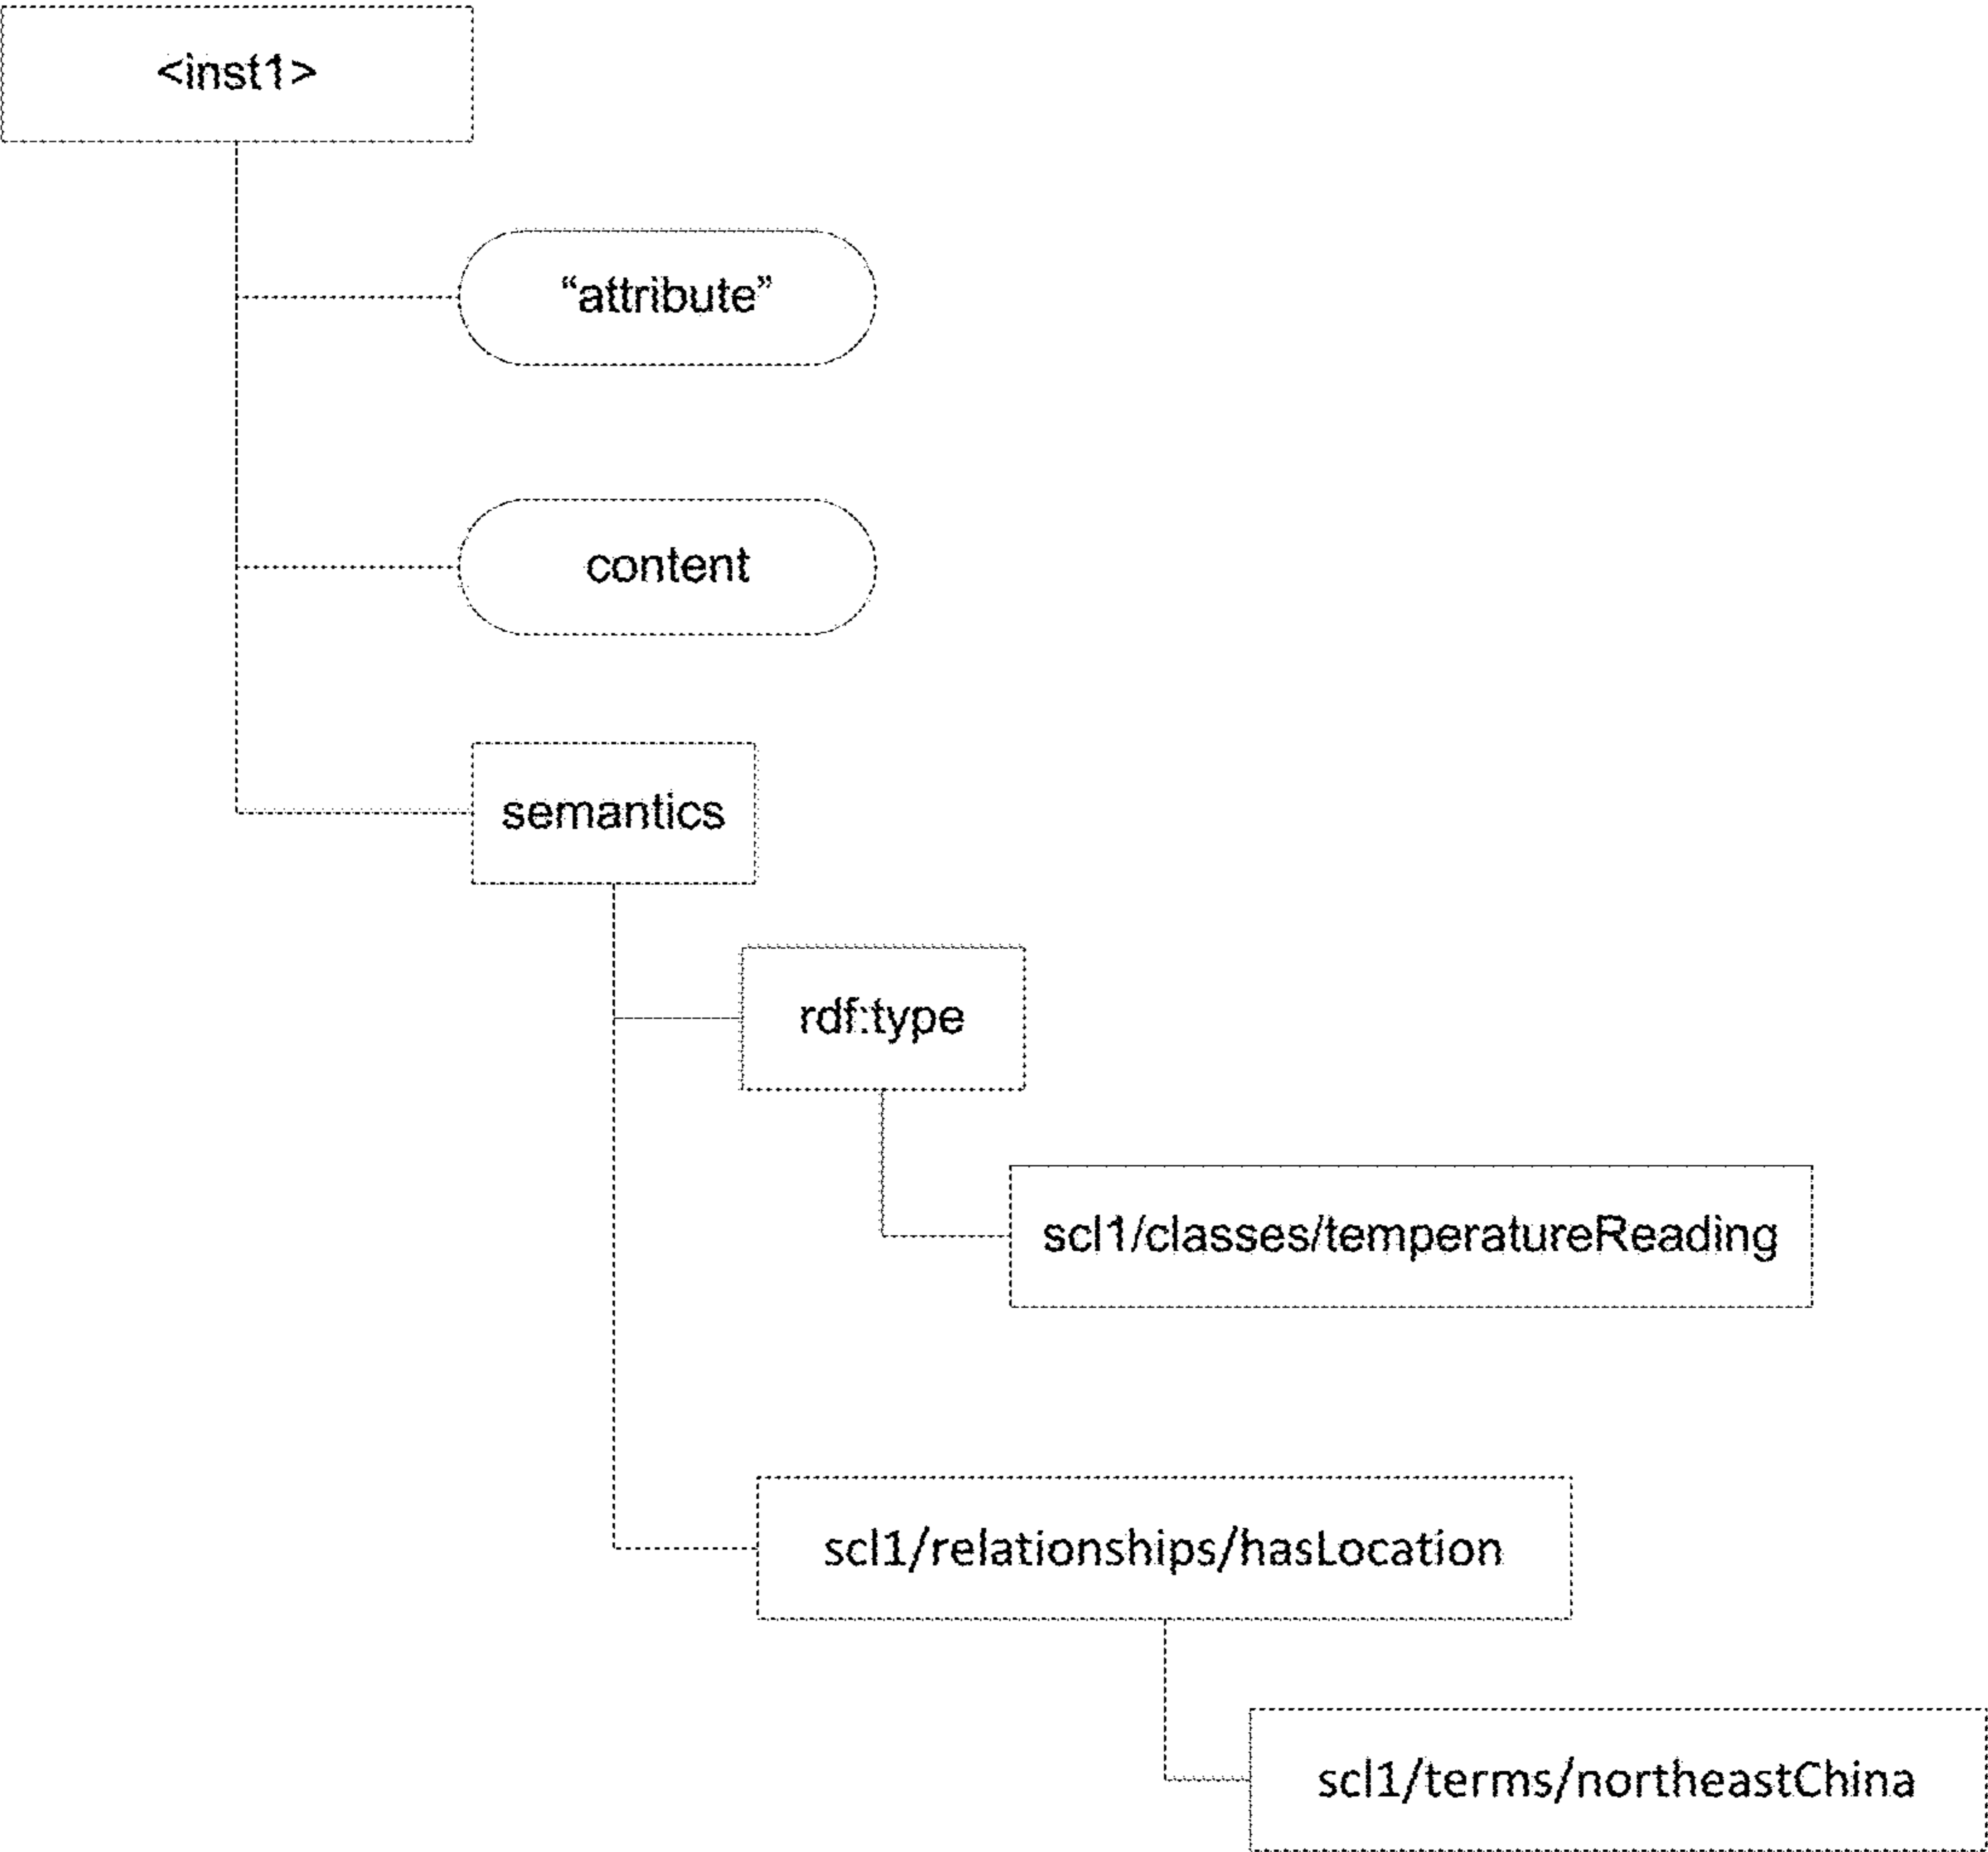 <inst1>
“attribute”
content
semantics
rdf:type
scl1/classes/temperatureReading
scl1/relationships/hasLocation
scl1/terms/northeastChina